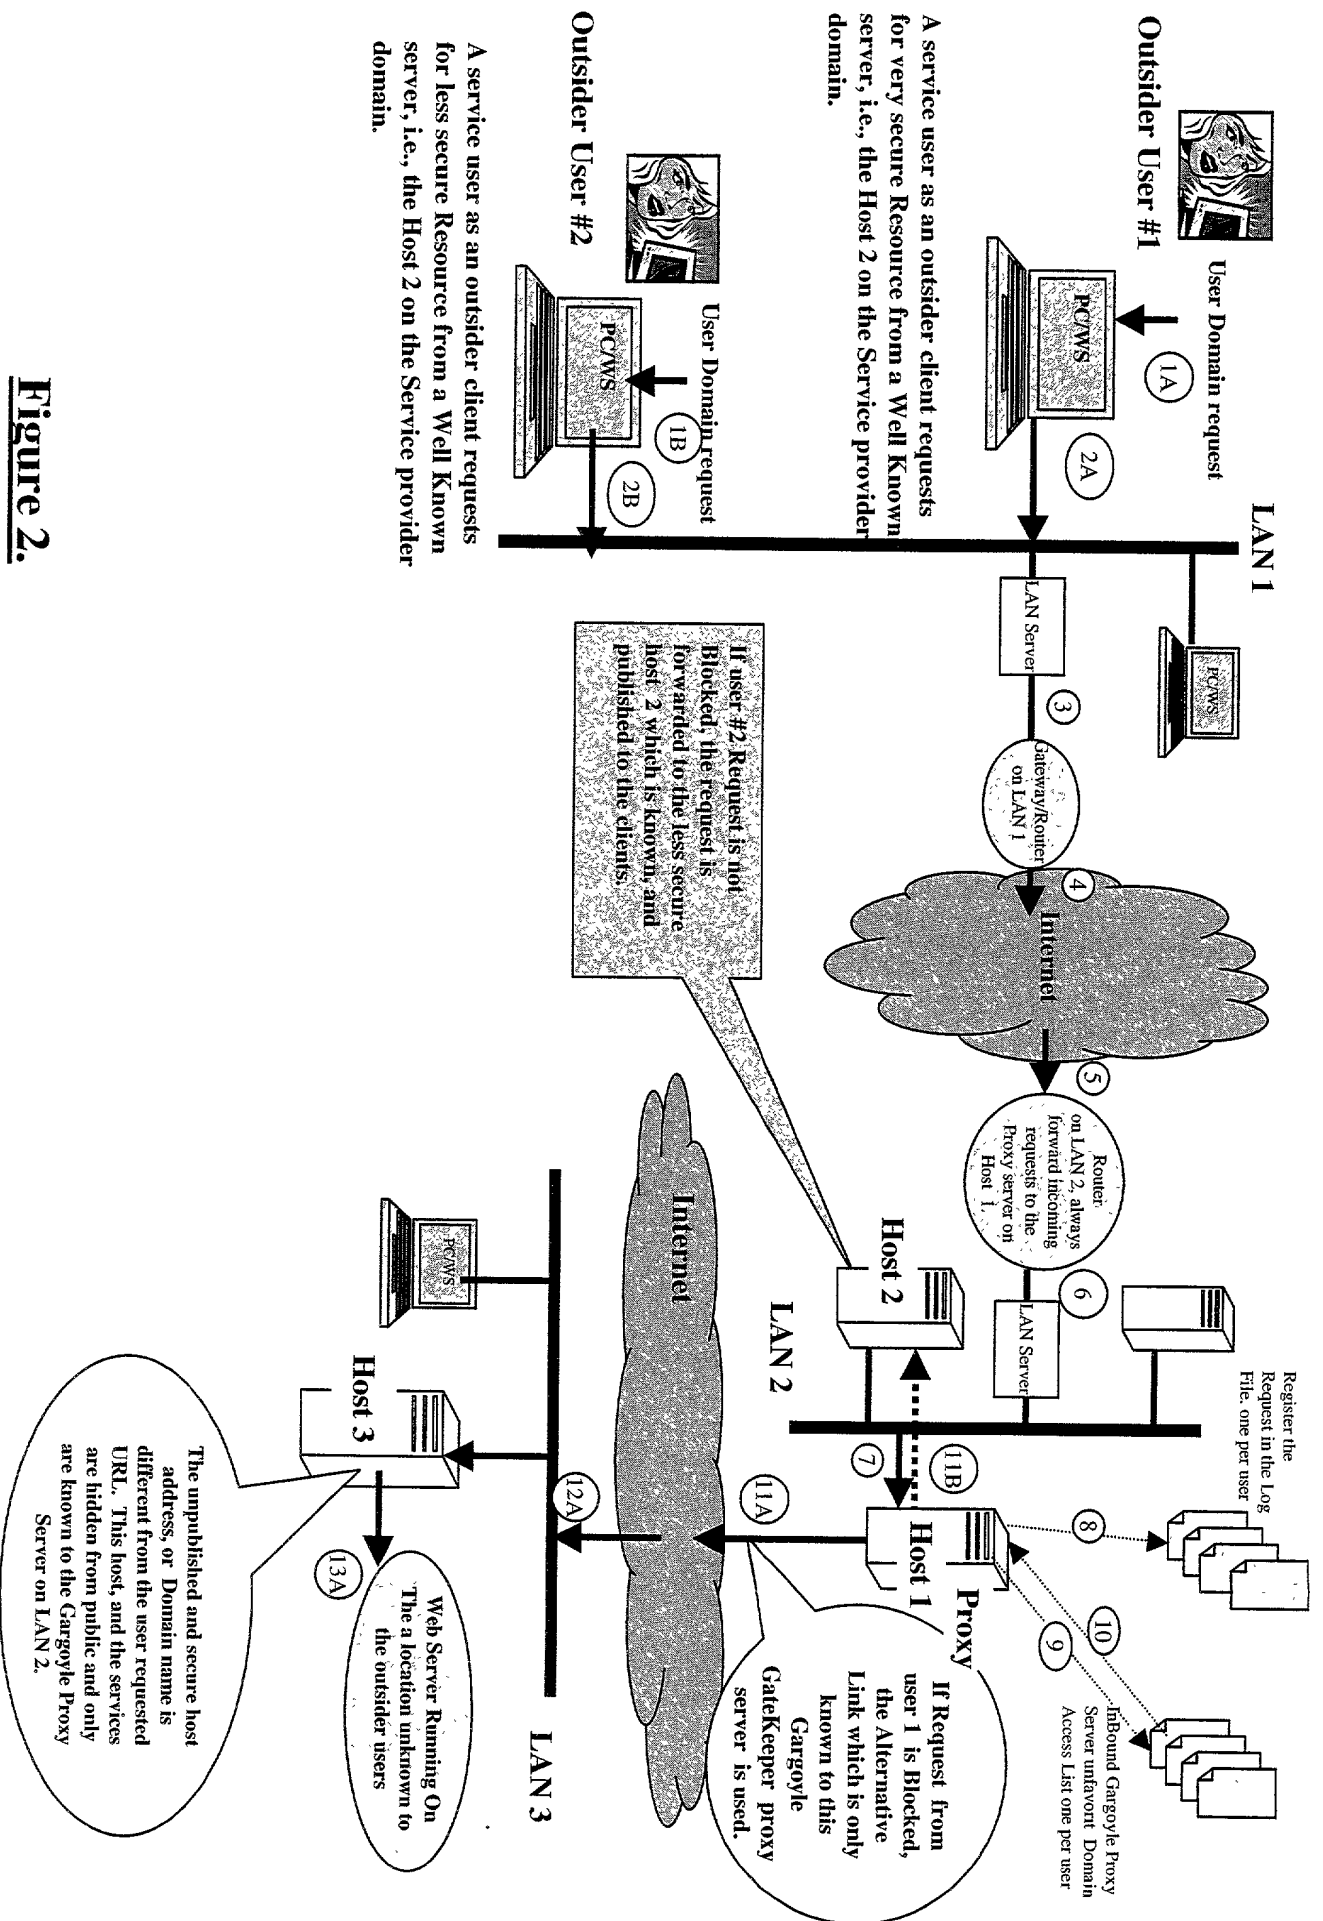 Outsider User #1
User Domain request
1A
PC/WS
2A
A service user as an outsider client requests
for very secure Resource from a Well Known
server, i.e., the Host 2 on the Service provider
domain.
Outsider User #2
User Domain request
1B
PC/WS
2B
A service user as an outsider client requests
for less secure Resource from a Well Known
server, i.e., the Host 2 on the Service provider
domain.
LAN 1
PC/WS
LAN Server
3
Gateway/Router
on LAN 1
4
Internet
5
Router
on LAN 2, always
forward incoming
requests to the
Proxy server on
Host 1.
6
LAN Server
If user #2 Request is not
Blocked, the request is
forwarded to the less secure
host 2 which is known, and
published to the clients.
Host 2
LAN 2
7
11B
Host 1
Proxy
Register the
Request in the Log
File. one per user
8
10
9
InBound Gargoyle Proxy
Server unfavornt Domain
Access List one per user
11A
If Request from
user 1 is Blocked,
the Alternative
Link which is only
known to this
Gargoyle
GateKeeper proxy
server is used.
Internet
12A
LAN 3
PC/WS
Host 3
13A
Web Server Running On
The a location unknown to
the outsider users
The unpublished and secure host
address, or Domain name is
different from the user requested
URL. This host, and the services
are hidden from public and only
are known to the Gargoyle Proxy
Server on LAN 2.
Figure 2.